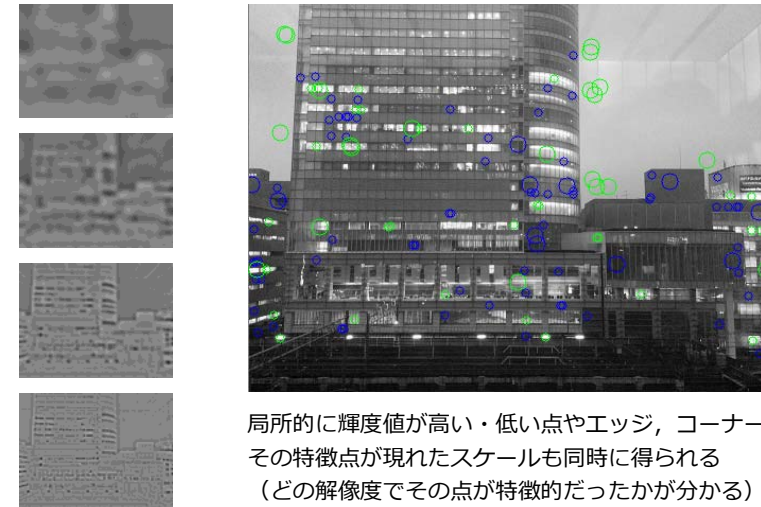 局所的に輝度値が高い・低い点やエッジ，コーナー
その特徴点が現れたスケールも同時に得られる
（どの解像度でその点が特徴的だったかが分かる）